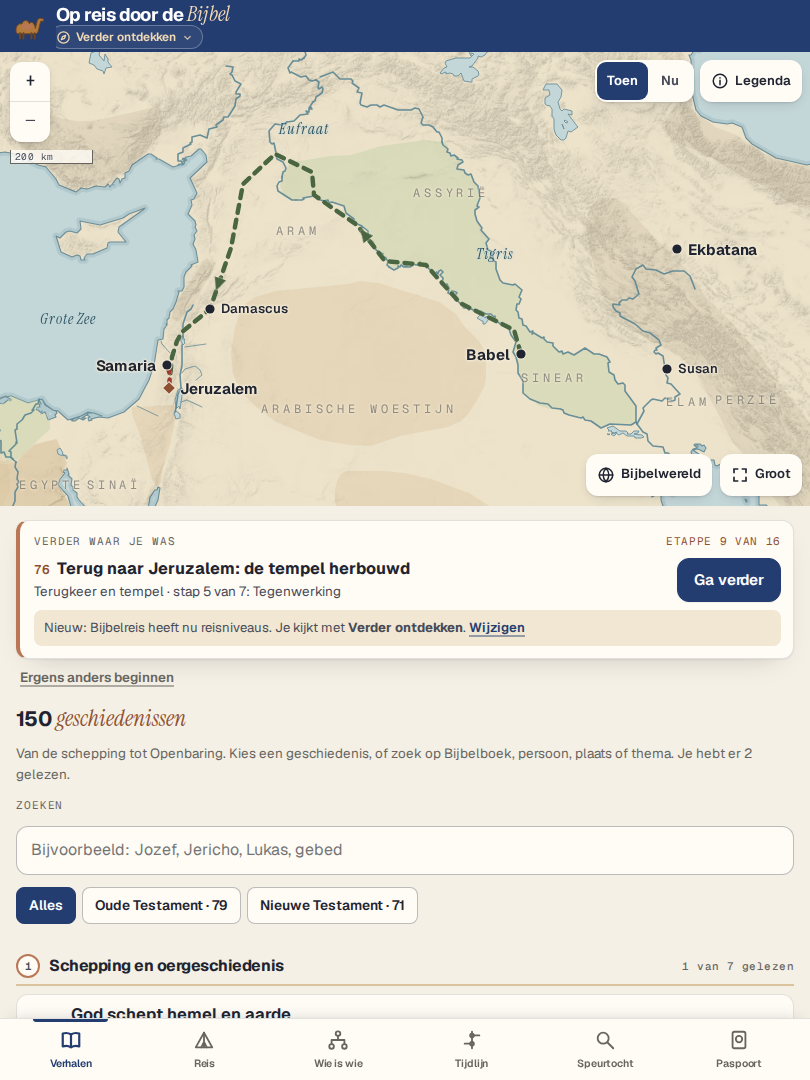 Op reis door de Bijbel
Verder ontdekken
+
−
200 km
Toen
Nu
Legenda
Eufraat
ASSYRIË
ARAM
Tigris
Ekbatana
Grote Zee
Damascus
Babel
Samaria
Susan
SINEAR
Jeruzalem
ELAM
PERZIË
ARABISCHE WOESTIJN
EGYPTE
SINAÏ
Bijbelwereld
Groot
VERDER WAAR JE WAS
ETAPPE 9 VAN 16
76 Terug naar Jeruzalem: de tempel herbouwd
Terugkeer en tempel · stap 5 van 7: Tegenwerking
Ga verder
Nieuw: Bijbelreis heeft nu reisniveaus. Je kijkt met Verder ontdekken. Wijzigen
Ergens anders beginnen
150 geschiedenissen
Van de schepping tot Openbaring. Kies een geschiedenis, of zoek op Bijbelboek, persoon, plaats of thema. Je hebt er 2
gelezen.
ZOEKEN
Bijvoorbeeld: Jozef, Jericho, Lukas, gebed
Alles
Oude Testament · 79
Nieuwe Testament · 71
1 Schepping en oergeschiedenis
1 van 7 gelezen
God schept hemel en aarde
Verhalen
Reis
Wie is wie
Tijdlijn
Speurtocht
Paspoort